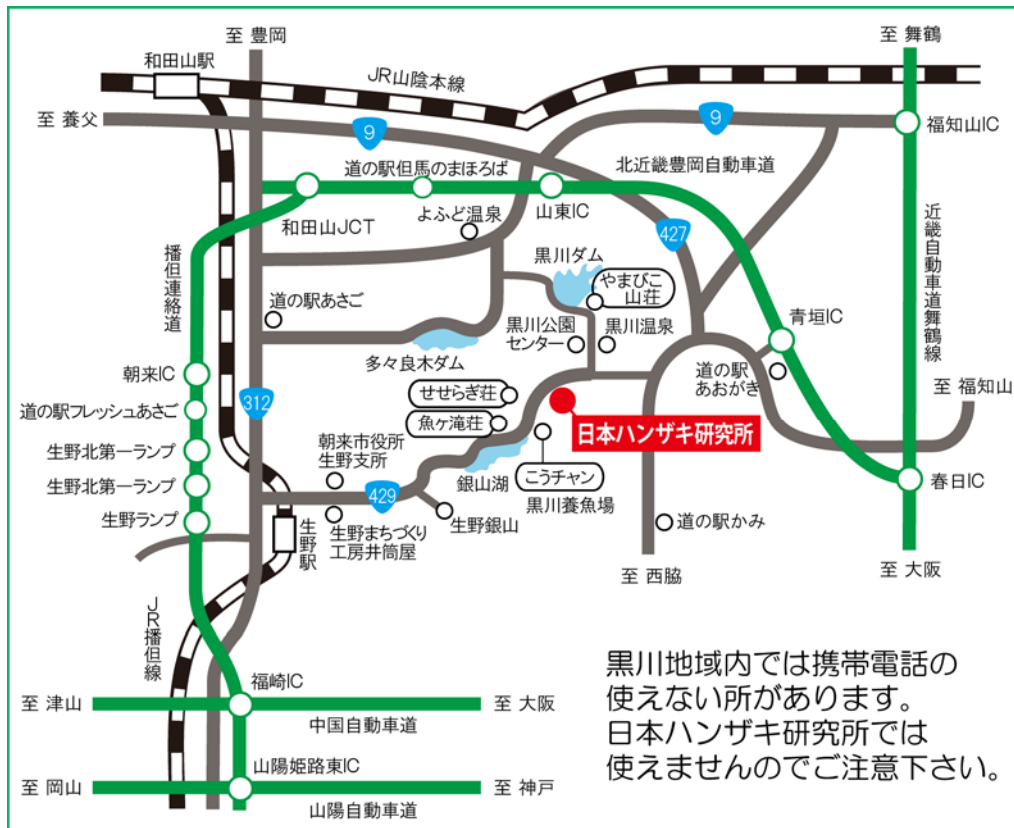 至 豊岡
至 舞鶴
和田山駅
JR山陰本線
至 養父
9
9
福知山IC
道の駅但馬のまほろば
北近畿豊岡自動車道
和田山JCT
よふど温泉
山東IC
427
近畿自動車道舞鶴線
播但連絡道
黒川ダム
やまびこ
山荘
道の駅あさご
黒川公園
センター
黒川温泉
青垣IC
多々良木ダム
道の駅
あおがき
朝来IC
せせらぎ荘
至 福知山
道の駅フレッシュあさご
312
魚ヶ滝荘
日本ハンザキ研究所
生野北第一ランプ
朝来市役所
生野支所
生野北第一ランプ
銀山湖
こうチャン
黒川養魚場
春日IC
429
生野ランプ
生野駅
生野まちづくり
工房井筒屋
生野銀山
道の駅かみ
至 西脇
至 大阪
JR播但線
福崎IC
至 津山
至 大阪
中国自動車道
山陽姫路東IC
至 岡山
至 神戸
山陽自動車道
黒川地域内では携帯電話の
使えない所があります。
日本ハンザキ研究所では
使えませんのでご注意下さい。